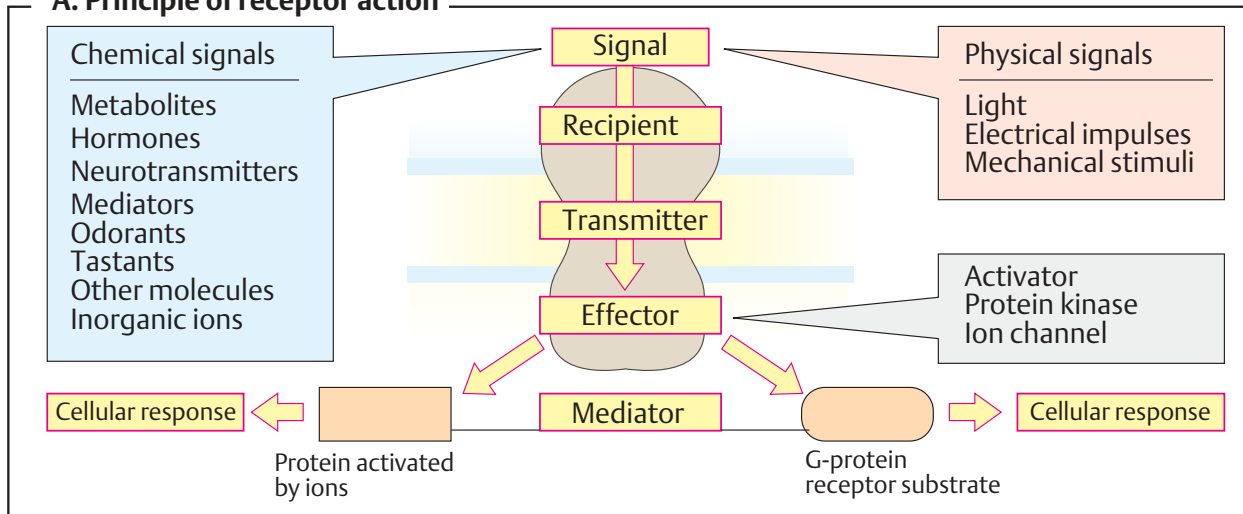 A. Principle of receptor action
Chemical signals
Metabolites
Hormones
Neurotransmitters
Mediators
Odorants
Tastants
Other molecules
Inorganic ions
Signal
Recipient
Transmitter
Effector
Physical signals
Light
Electrical impulses
Mechanical stimuli
Activator
Protein kinase
Ion channel
Cellular response
Mediator
Cellular response
Protein activated
by ions
G-protein
receptor substrate